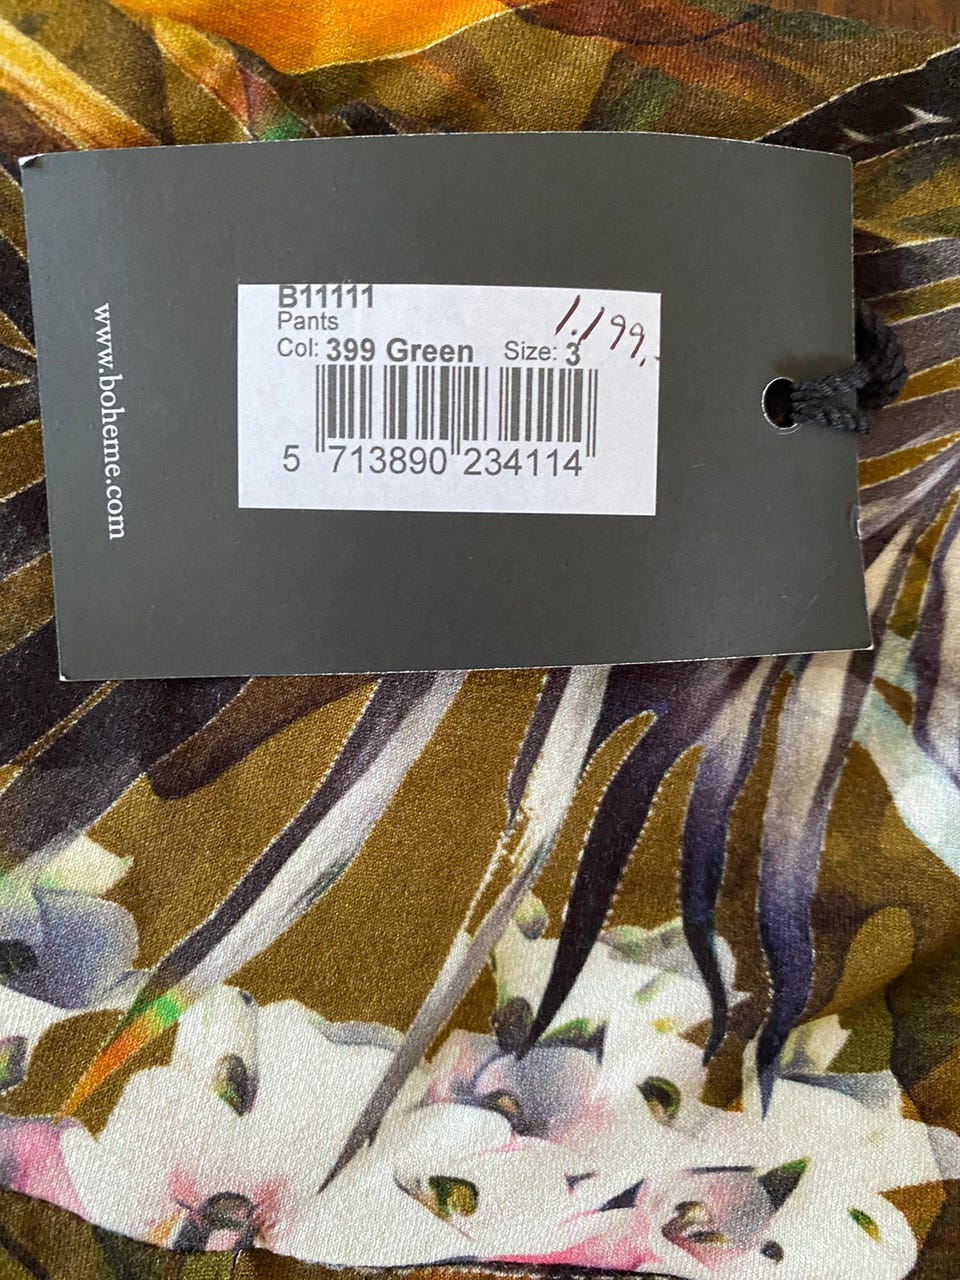 B11111
Pants
1.199,-
Col: 399 Green Size: 3
5 713890 234114
www.boheme.com